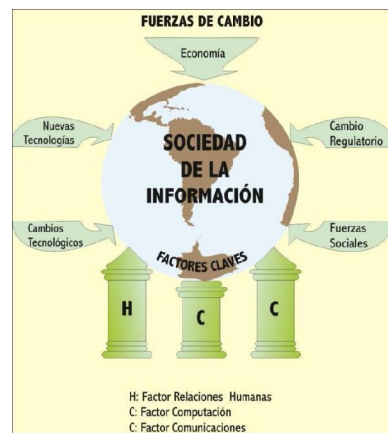 FUERZAS DE CAMBIO
Economía
Nuevas
Tecnologías
Cambio
Regulatorio
SOCIEDAD
DE LA
INFORMACIÓN
Cambios
Tecnológicos
Fuerzas
Sociales
FACTORES CLAVES
H
C
C
H: Factor Relaciones Humanas
C: Factor Computación
C: Factor Comunicaciones